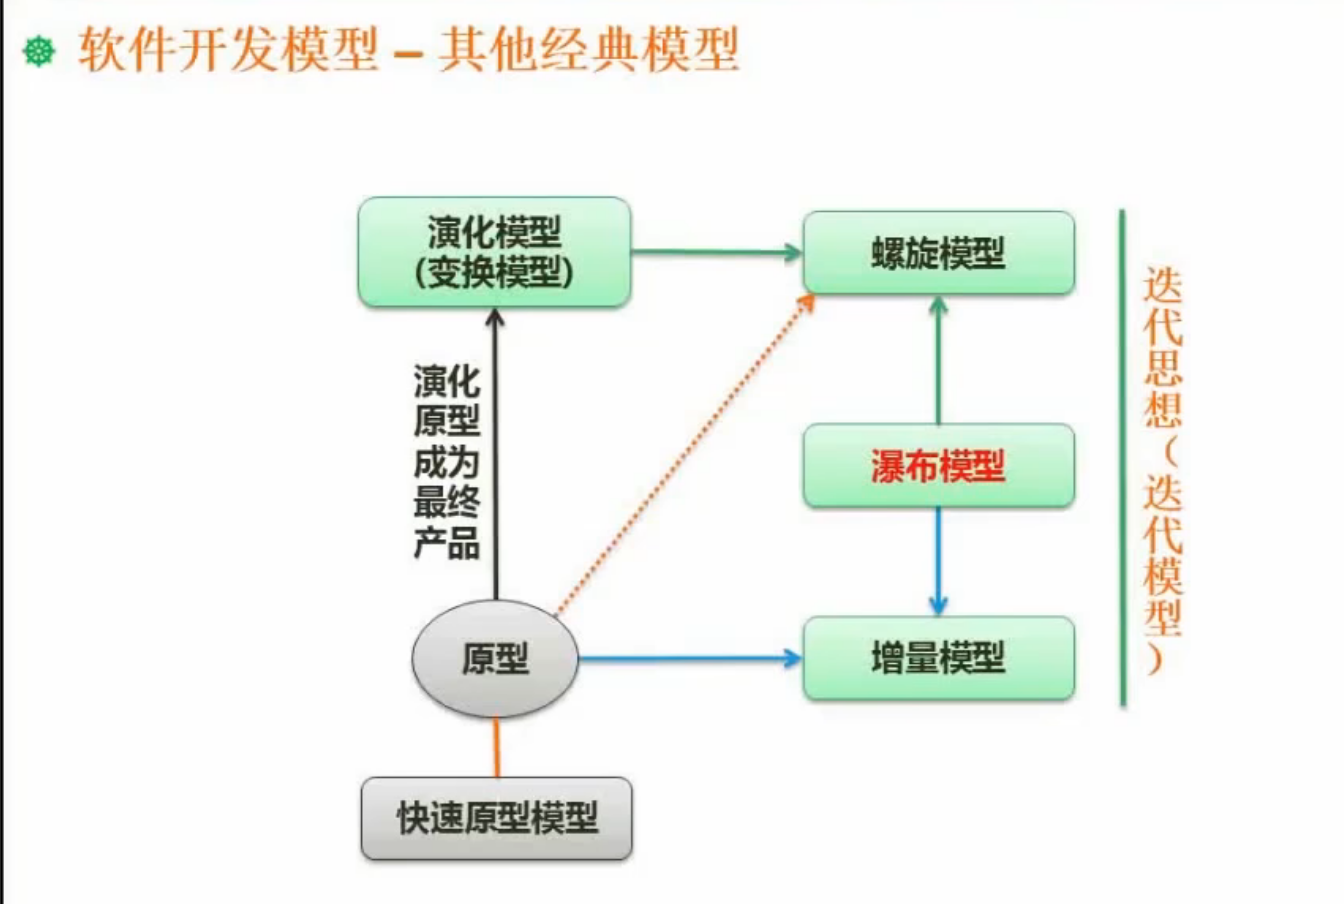 软件开发模型 – 其他经典模型
演化模型
(变换模型)
螺旋模型
演化
原型
成为
最终
产品
瀑布模型
原型
增量模型
快速原型模型
迭代思想（迭代模型）